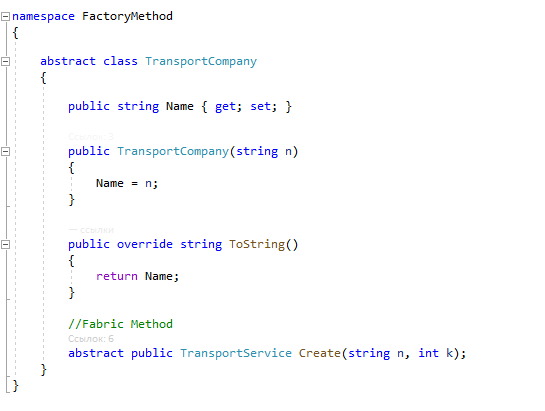 namespace FactoryMethod
{
abstract class TransportCompany
{
public string Name { get; set; }
Ссылок: 3
public TransportCompany(string n)
{
Name = n;
}
— ссылки
public override string ToString()
{
return Name;
}
//Fabric Method
Ссылок: 6
abstract public TransportService Create(string n, int k);
}
}